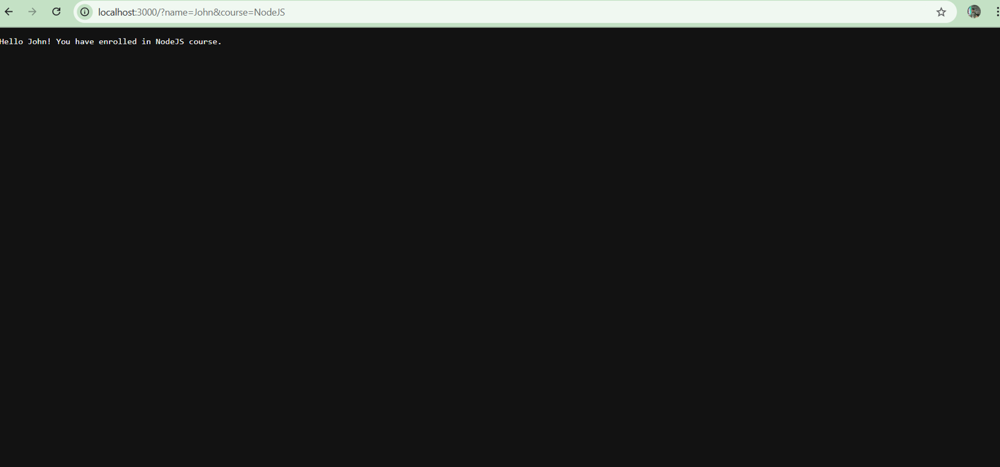 localhost:3000/?name=John&course=NodeJS
Hello John! You have enrolled in NodeJS course.